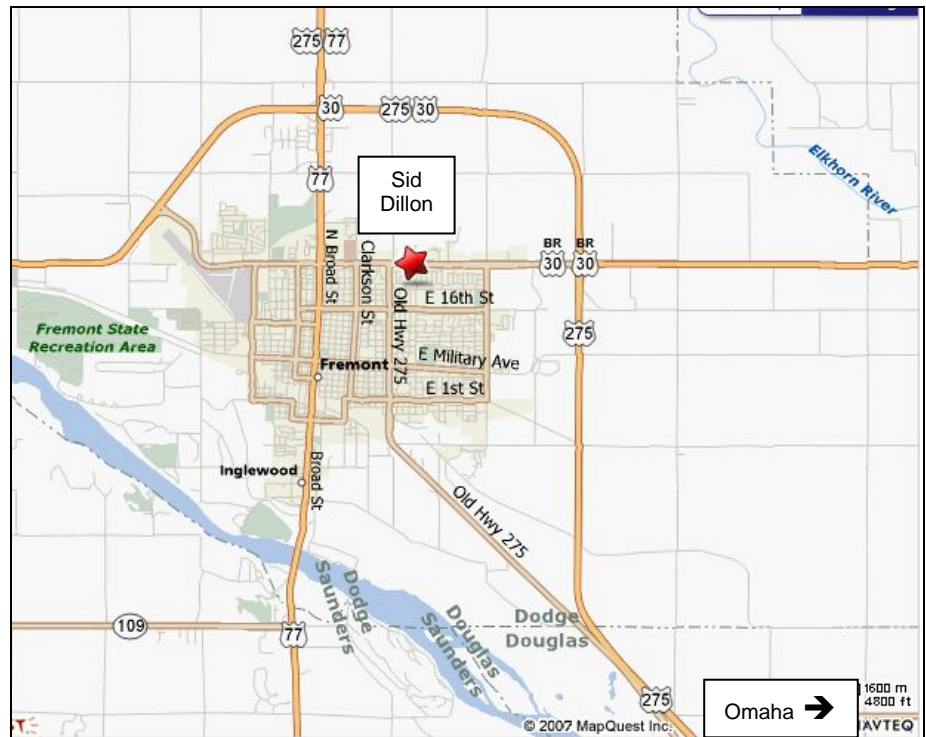 275 77
30
275 30
77
Sid
Dillon
Elkhorn River
N Broad St
Clarkson St
BR
30
BR
30
E 16th St
Old Hwy 275
275
Fremont State
Recreation Area
E Military Ave
Fremont
E 1st St
Inglewood
Broad St
Old Hwy 275
Dodge
Saunders
Douglas
Saunders
Dodge
Douglas
109
77
275
Omaha →
1600 m
4800 ft
© 2007 MapQuest Inc.